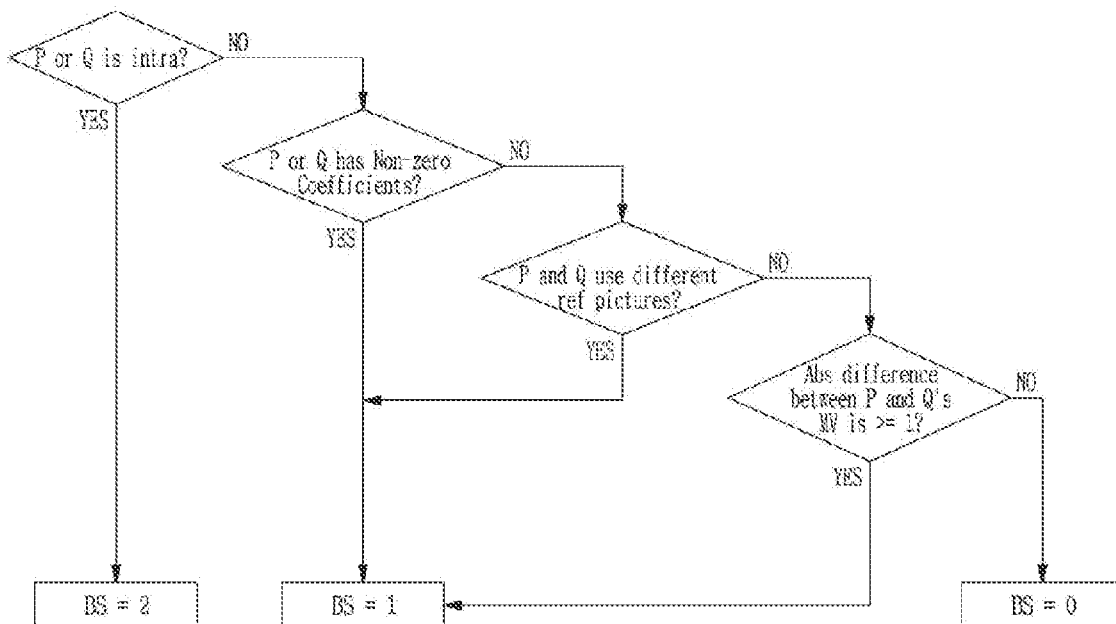 P or Q is intra?
NO
YES
P or Q has Non-zero
Coefficients?
NO
YES
P and Q use different
ref pictures?
NO
YES
Abs difference
between P and Q's
MV is >= 1?
NO
YES
BS = 2
BS = 1
BS = 0